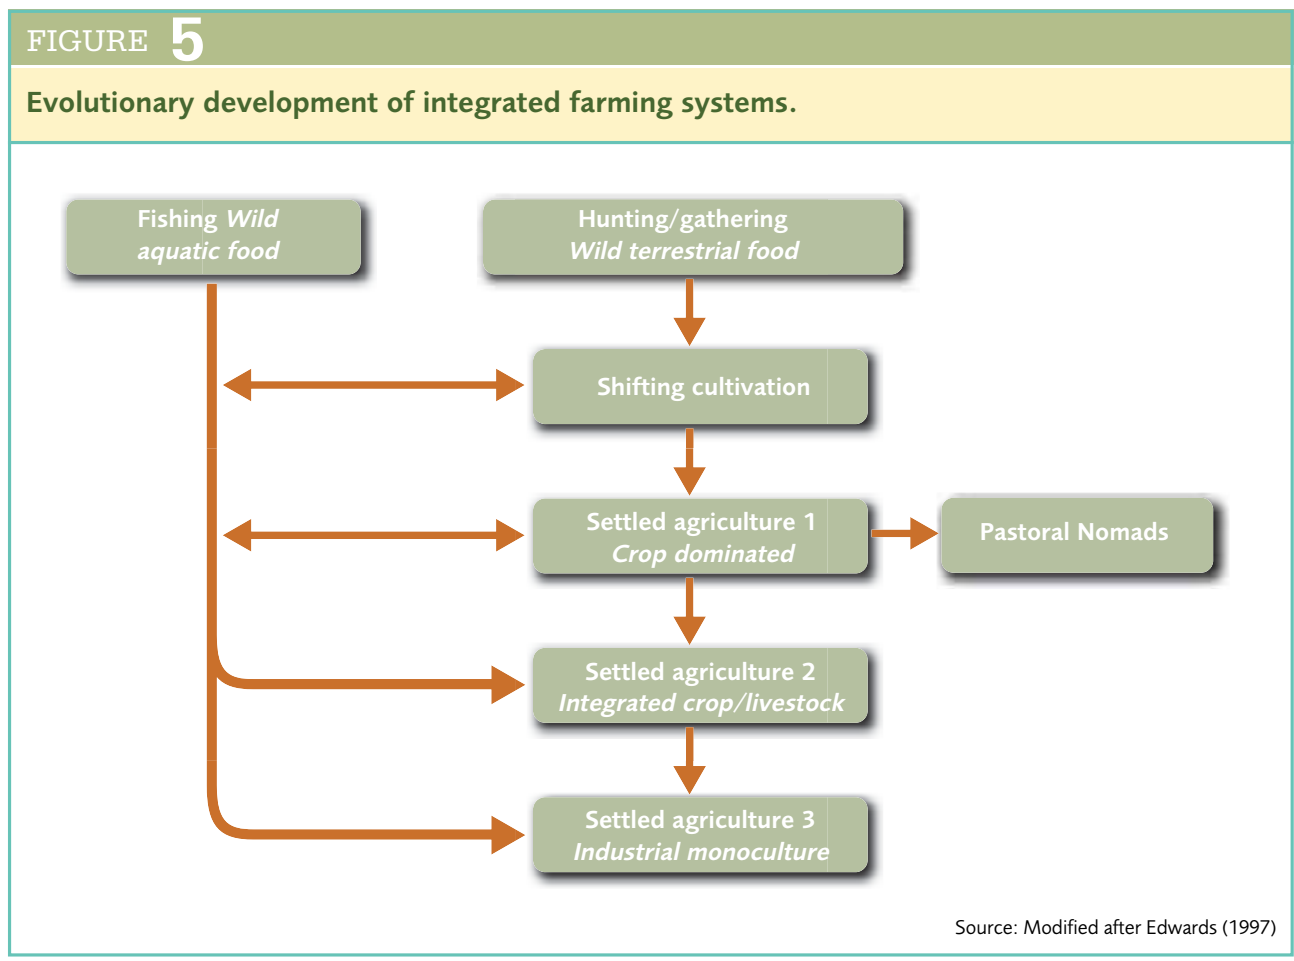 FIGURE 5
Evolutionary development of integrated farming systems.
Fishing Wild
aquatic food
Hunting/gathering
Wild terrestrial food
Shifting cultivation
Settled agriculture 1
Crop dominated
Pastoral Nomads
Settled agriculture 2
Integrated crop/livestock
Settled agriculture 3
Industrial monoculture
Source: Modified after Edwards (1997)